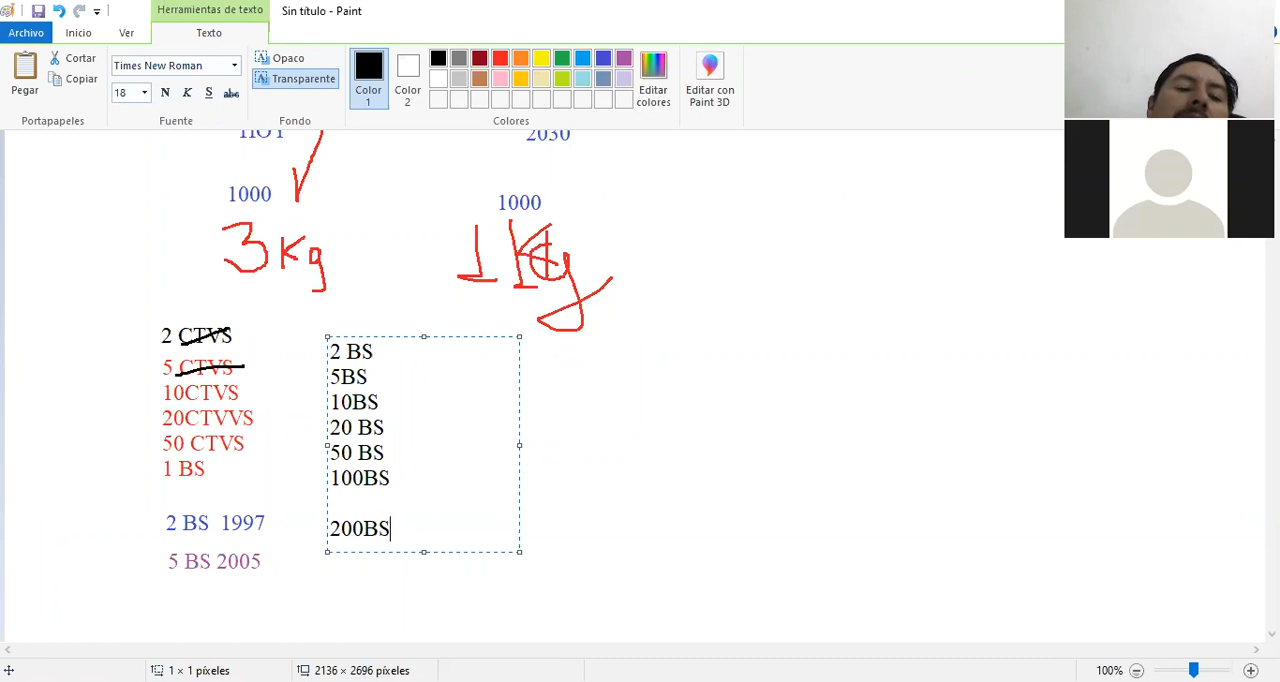 Herramientas de texto
Sin título - Paint
Archivo
Inicio
Ver
Texto
Pegar
Cortar
Copiar
Portapapeles
Times New Roman
18
N K S abc
Fuente
Opaco
Transparente
Fondo
Color 1
Color 2
Editar colores
Colores
Editar con Paint 3D
HOY
2030
1000
1000
3 Kg
1 Kg
2 CTVS
5 CTVS
10CTVS
20CTVVS
50 CTVS
1 BS
2 BS 1997
5 BS 2005
2 BS
5BS
10BS
20 BS
50 BS
100BS
200BS
1 × 1 píxeles
2136 × 2696 píxeles
100%